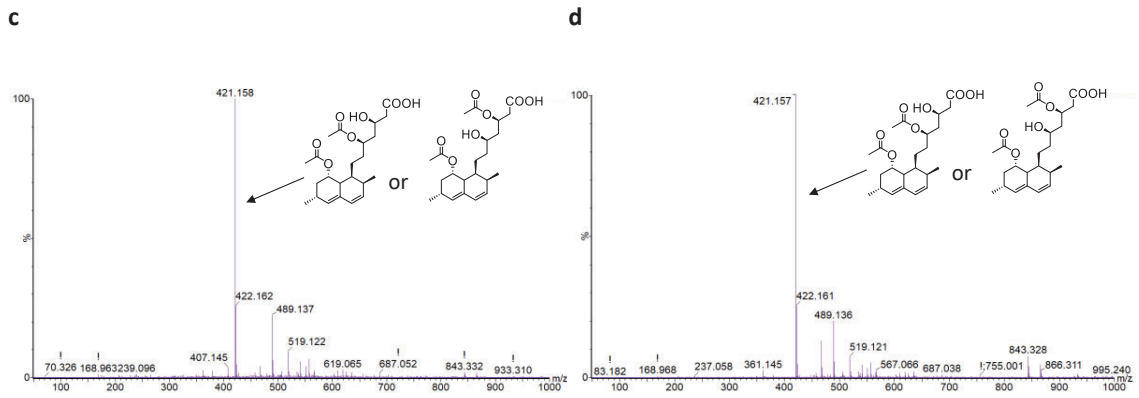 c
d
100
421.158
COOH
HO
O
O
O
O
O
O
COOH
HO
O
O
or
%
422.162
489.137
519.122
407.145
619.065
687.052
843.332
933.310
70.326
168.963
239.096
0
100
200
300
400
500
600
700
800
900
1000
m/z
100
421.157
COOH
HO
O
O
O
O
O
O
COOH
HO
O
O
or
%
422.161
489.136
519.121
361.145
567.066
687.038
755.001
843.328
866.311
995.240
83.182
168.968
237.058
0
100
200
300
400
500
600
700
800
900
1000
m/z